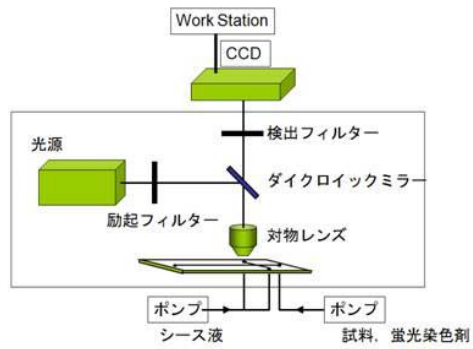 Work Station
CCD
検出フィルター
光源
ダイクロイックミラー
励起フィルター
対物レンズ
ポンプ
ポンプ
シース液
試料，蛍光染色剤